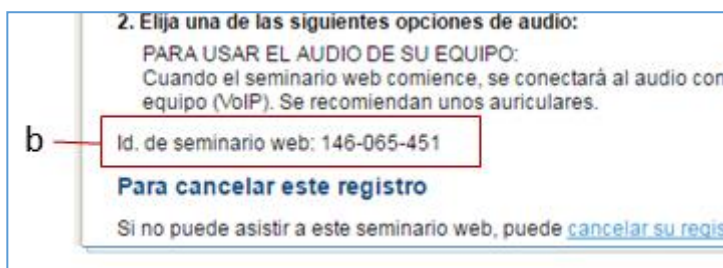 2. Elija una de las siguientes opciones de audio:
PARA USAR EL AUDIO DE SU EQUIPO:
Cuando el seminario web comience, se conectará al audio con
equipo (VoIP). Se recomiendan unos auriculares.
b
Id. de seminario web: 146-065-451
Para cancelar este registro
Si no puede asistir a este seminario web, puede cancelar su regis